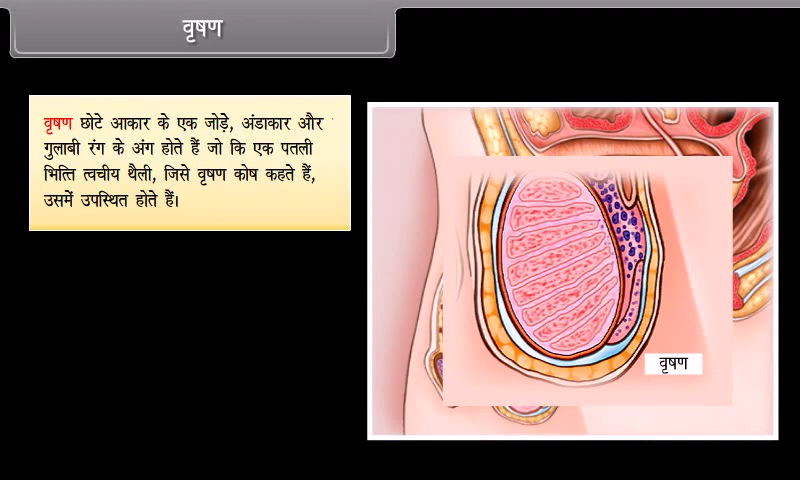 वृषण
वृषण छोटे आकार के एक जोड़े, अंडाकार और
गुलाबी रंग के अंग होते हैं जो कि एक पतली
भित्ति त्वचीय थैली, जिसे वृषण कोष कहते हैं,
उसमें उपस्थित होते हैं।
वृषण